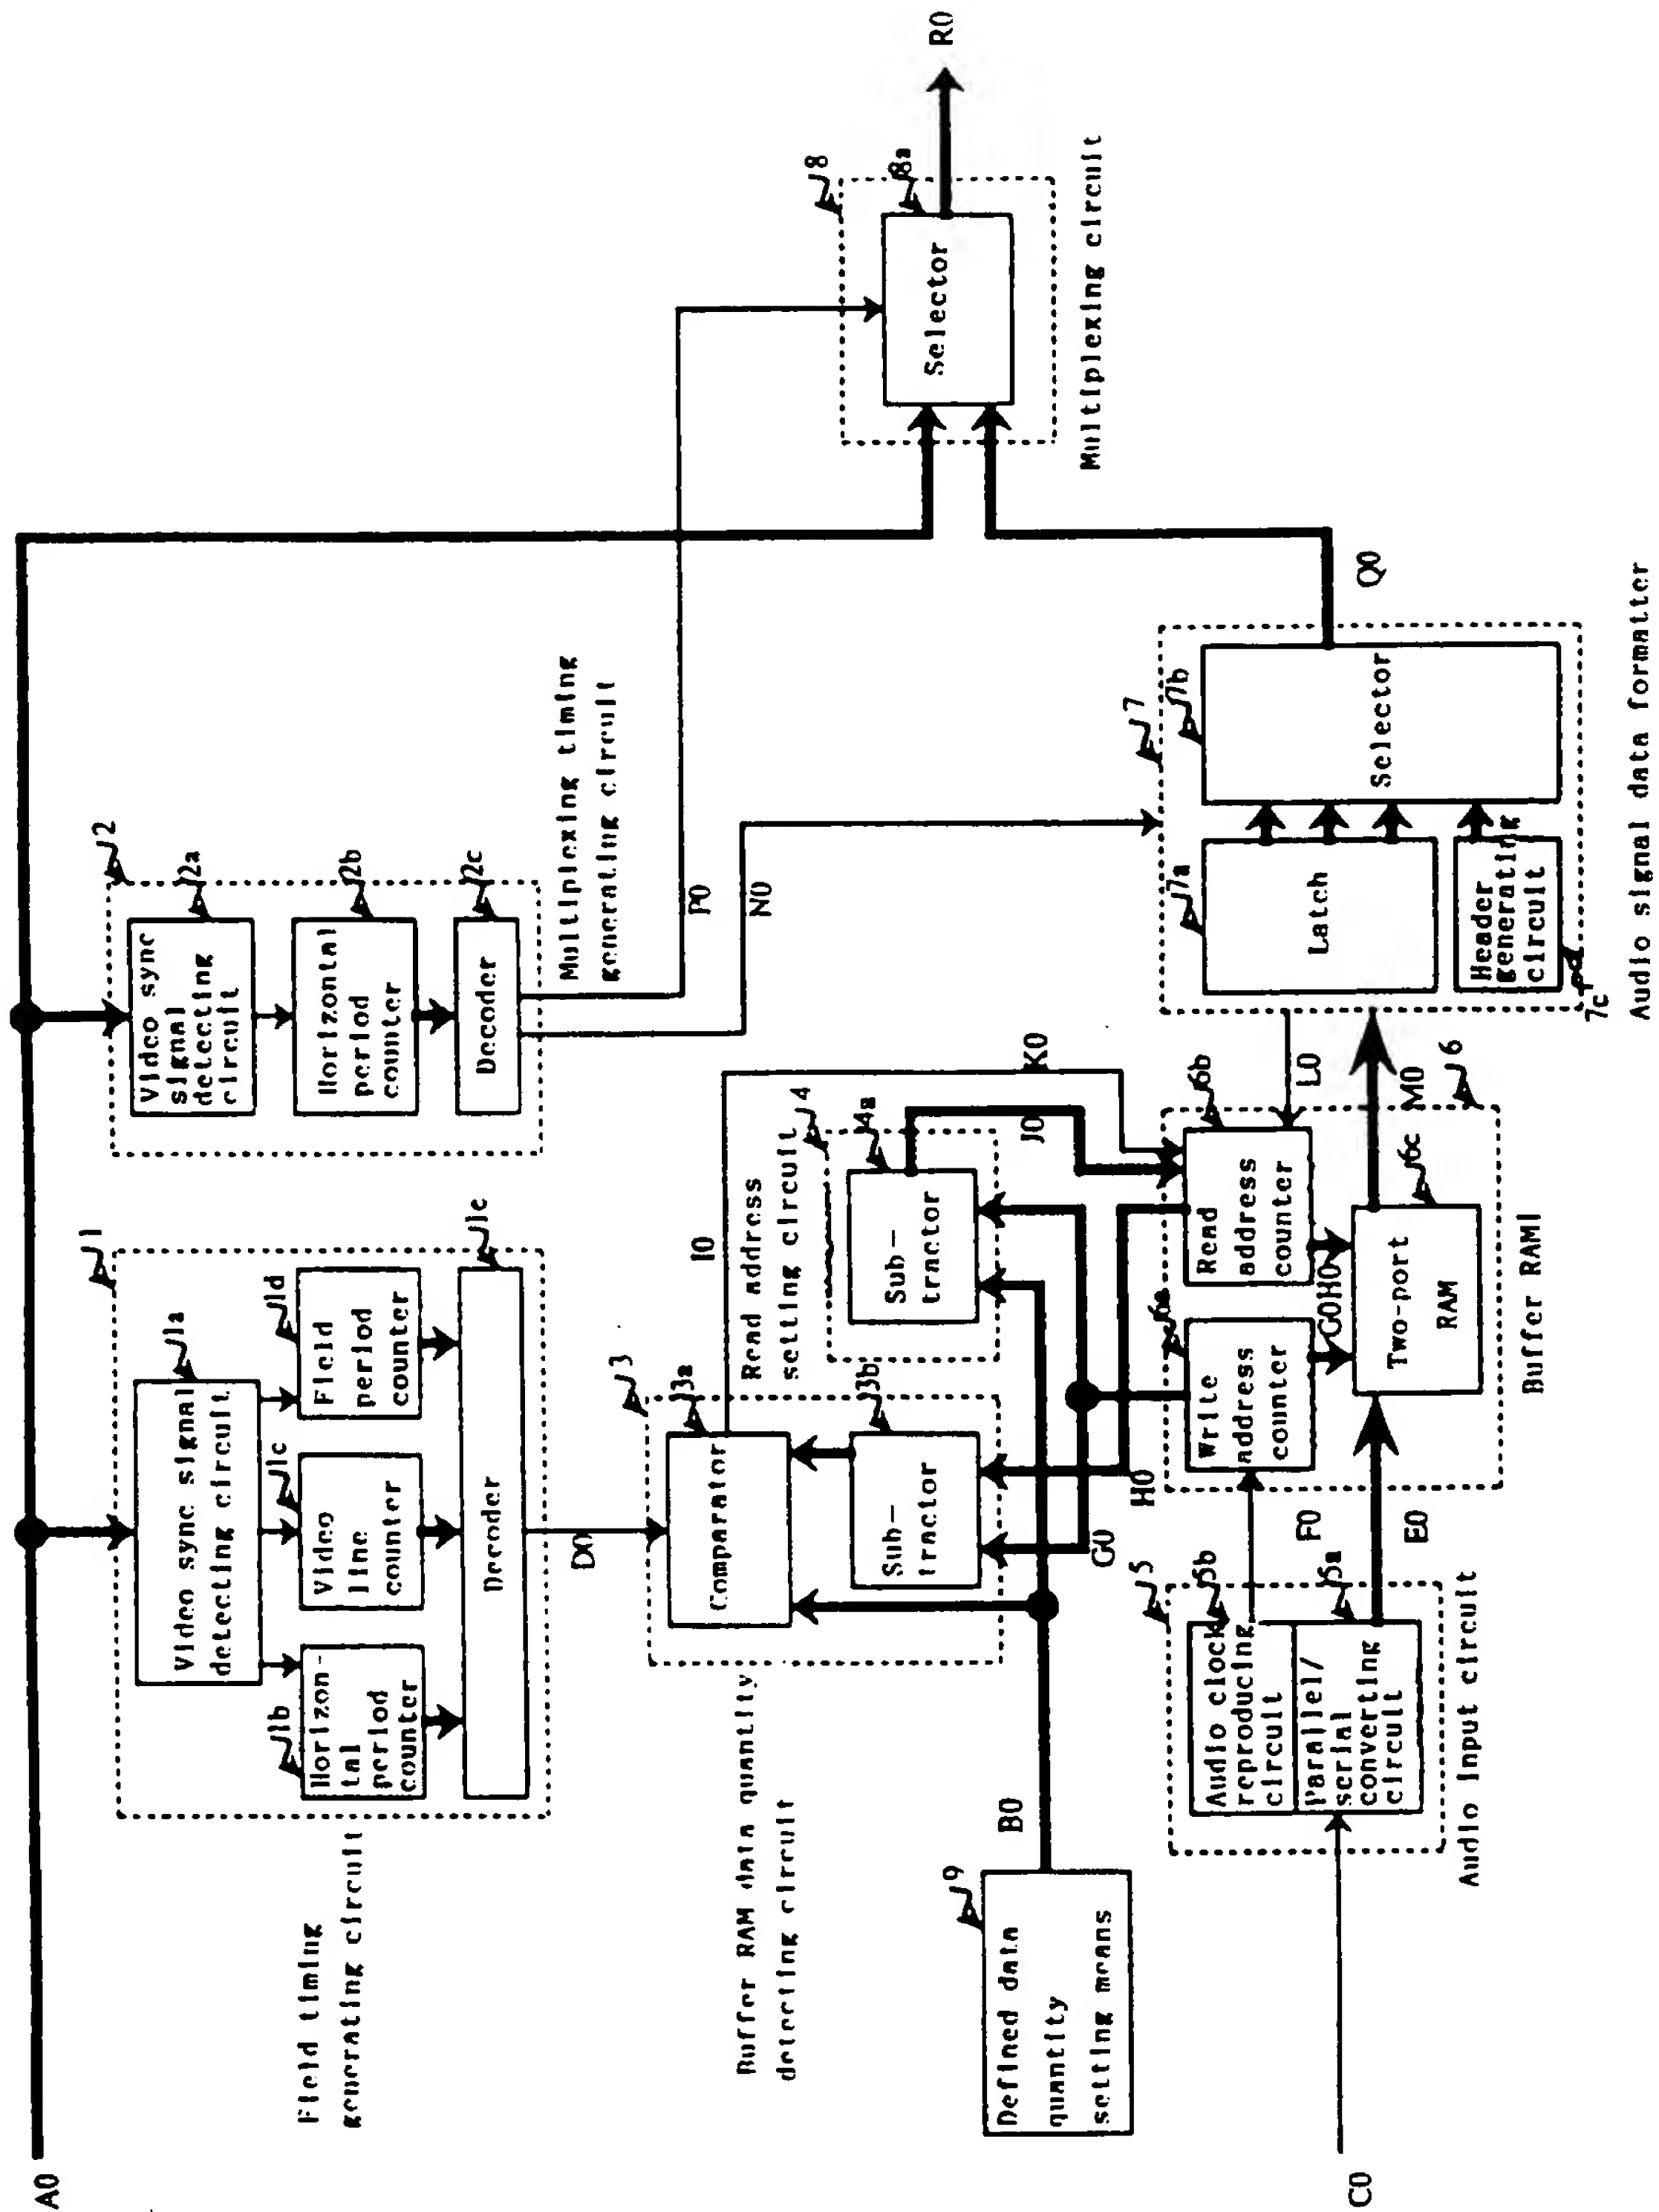 A0
Field timing
generating circuit
1
1a
Video sync signal
detecting circuit
1b
Horizon-
tal
period
counter
1c
Video
line
counter
1d
Field
period
counter
1e
Decoder
D0
2
2a
Video sync
signal
detecting
circuit
2b
Horizontal
period
counter
2c
Decoder
Multiplexing timing
generating circuit
P0
N0
8
8a
Selector
R0
Multiplexing circuit
Buffer RAM data quantity
detecting circuit
3
3a
Comparator
3b
Sub-
tractor
I0
Read address
setting circuit
4
4a
Sub-
tractor
J0
K0
9
Defined data
quantity
setting means
B0
G0
H0
C0
5
5b
Audio clock
reproducing
circuit
5a
Parallel/
serial
converting
circuit
Audio input circuit
F0
E0
6a
Write
address
counter
6b
Read
address
counter
G0
H0
6c
Two-port
RAM
Buffer RAM1
6
L0
M0
7
7a
Latch
7b
Selector
Header
generating
circuit
7c
Q0
Audio signal data formatter